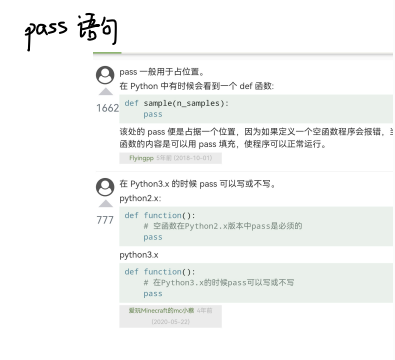 pass 语句
pass 一般用于占位置。
在 Python 中有时候会看到一个 def 函数:
1662
def sample(n_samples):
pass
该处的 pass 便是占据一个位置，因为如果定义一个空函数程序会报错，当
函数的内容是可以用 pass 填充，使程序可以正常运行。
Flyingpp 5年前 (2018-10-01)
在 Python3.x 的时候 pass 可以写或不写。
python2.x:
777
def function():
# 空函数在Python2.x版本中pass是必须的
pass
python3.x
def function():
# 在Python3.x的时候pass可以写或不写
pass
爱玩Minecraft的mc小粉 4年前
(2020-05-22)